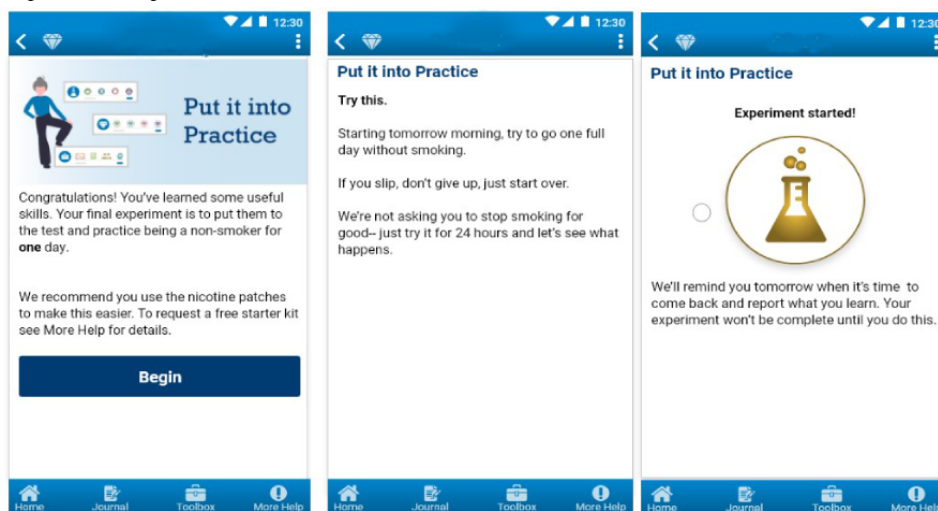 12:30
Put it into
Practice
Congratulations! You've learned some useful
skills. Your final experiment is to put them to
the test and practice being a non-smoker for
one day.
We recommend you use the nicotine patches
to make this easier. To request a free starter kit
see More Help for details.
Begin
Home Journal Toolbox More Help
12:30
Put it into Practice
Try this.
Starting tomorrow morning, try to go one full
day without smoking.
If you slip, don't give up, just start over.
We're not asking you to stop smoking for
good-- just try it for 24 hours and let's see what
happens.
Home Journal Toolbox More Help
12:30
Put it into Practice
Experiment started!
E
We'll remind you tomorrow when it's time to
come back and report what you learn. Your
experiment won't be complete until you do this.
Home Journal Toolbox More Help